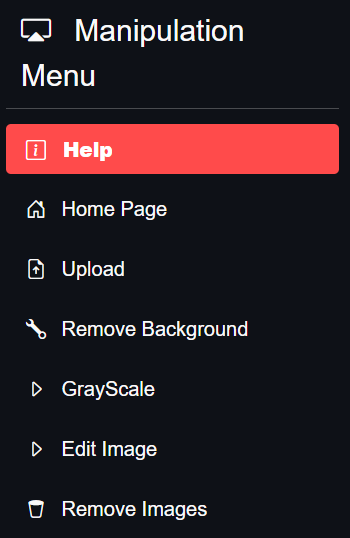 Manipulation
Menu
Help
Home Page
Upload
Remove Background
GrayScale
Edit Image
Remove Images